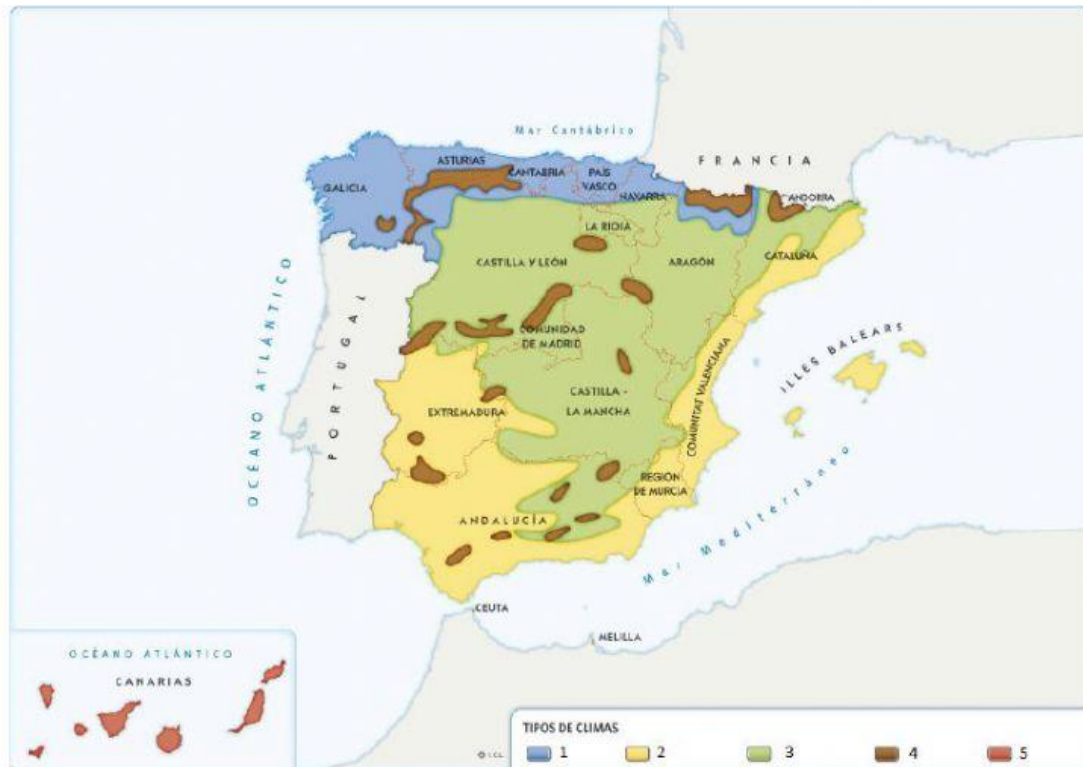 Mar Cantábrico
FRANCIA
ASTURIAS
CANTABRIA
PAÍS
VASCO
GALICIA
NAVARRA
ANDORRA
LA RIOJA
CASTILLA Y LEÓN
ARAGÓN
CATALUÑA
OCÉANO ATLÁNTICO
PORTUGAL
COMUNIDAD
DE MADRID
ILLES BALEARS
COMUNITAT VALENCIANA
CASTILLA -
LA MANCHA
EXTREMADURA
REGIÓN
DE MURCIA
ANDALUCÍA
Mar Mediterráneo
CEUTA
MELILLA
OCÉANO ATLÁNTICO
CANARIAS
TIPOS DE CLIMAS
1 2 3 4 5